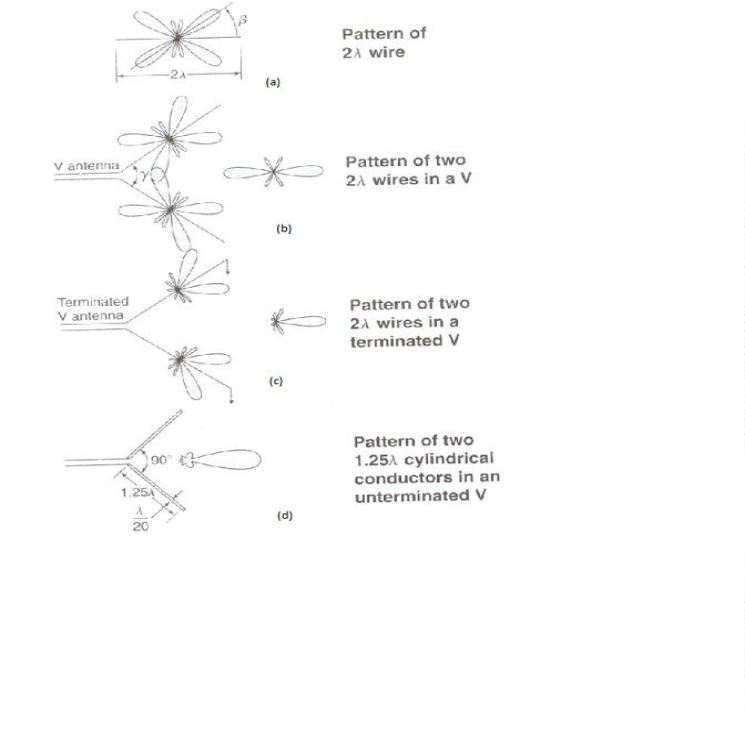 β
Pattern of
2λ wire
2λ
(a)
V antenna
γ
Pattern of two
2λ wires in a V
(b)
Terminated
V antenna
Pattern of two
2λ wires in a
terminated V
(c)
90°
1.25λ
λ
20
Pattern of two
1.25λ cylindrical
conductors in an
unterminated V
(d)